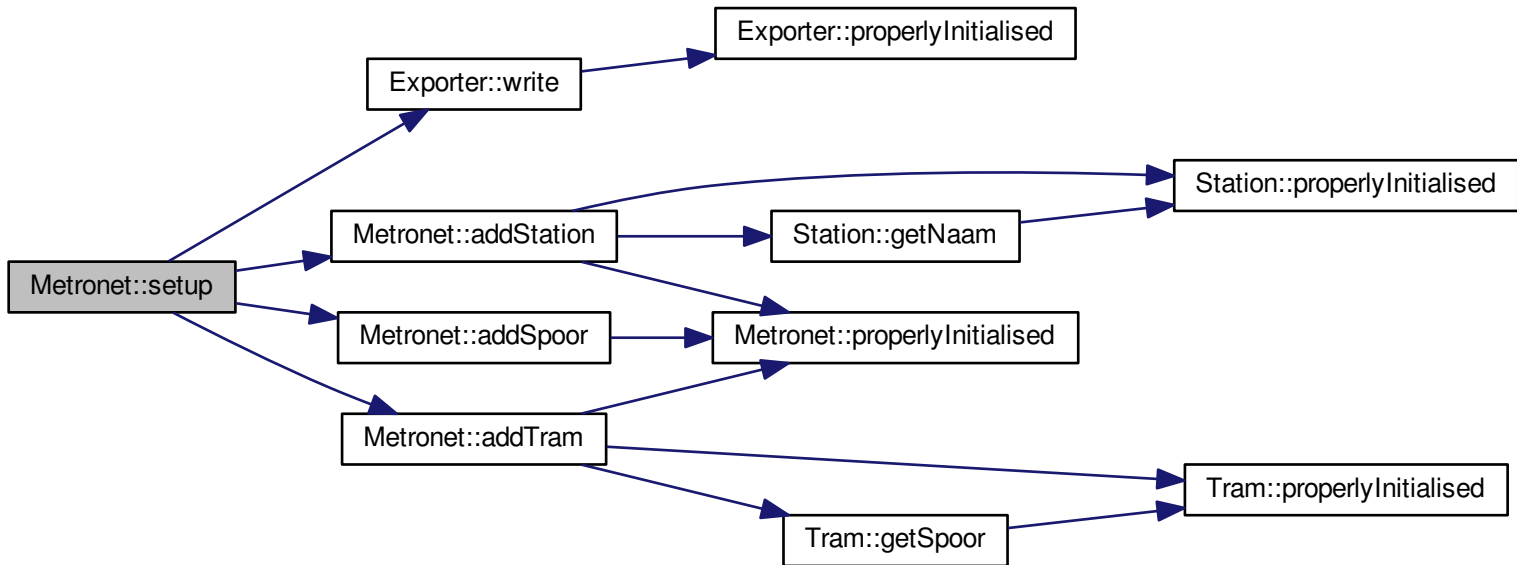 Exporter::properlyInitialised
Exporter::write
Station::properlyInitialised
Metronet::addStation
Station::getNaam
Metronet::setup
Metronet::addSpoor
Metronet::properlyInitialised
Metronet::addTram
Tram::properlyInitialised
Tram::getSpoor